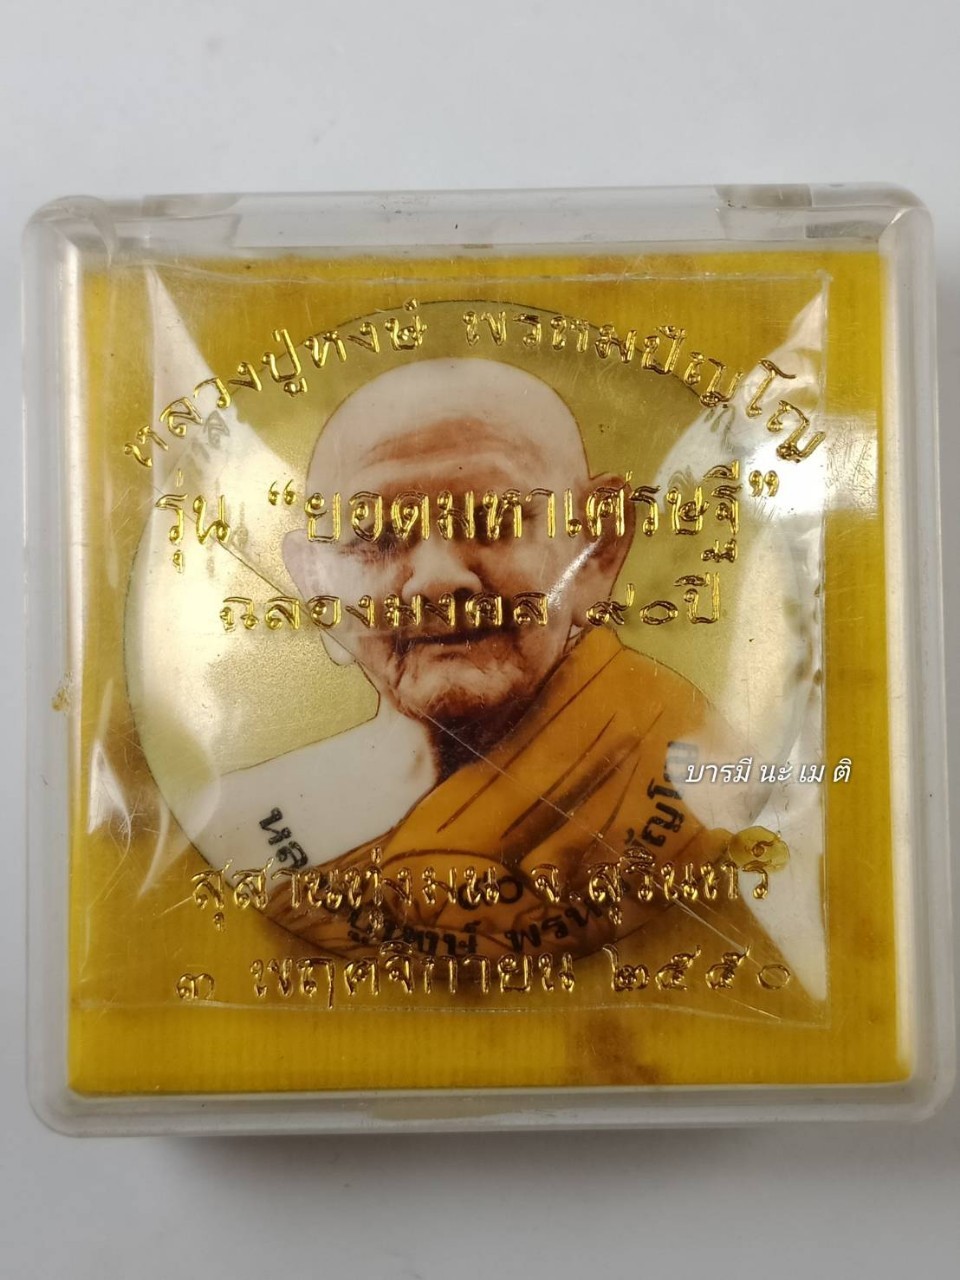 หลวงปู่หงษ์ พรหมปัญโญ
รุ่น “ยอดมหาเศรษฐี”
ฉลองมงคล ๙๐ปี
บารมี นะ เม ติ
สุสานทุ่งมน จ.สุรินทร์
๓ พฤศจิกายน ๒๕๕๐